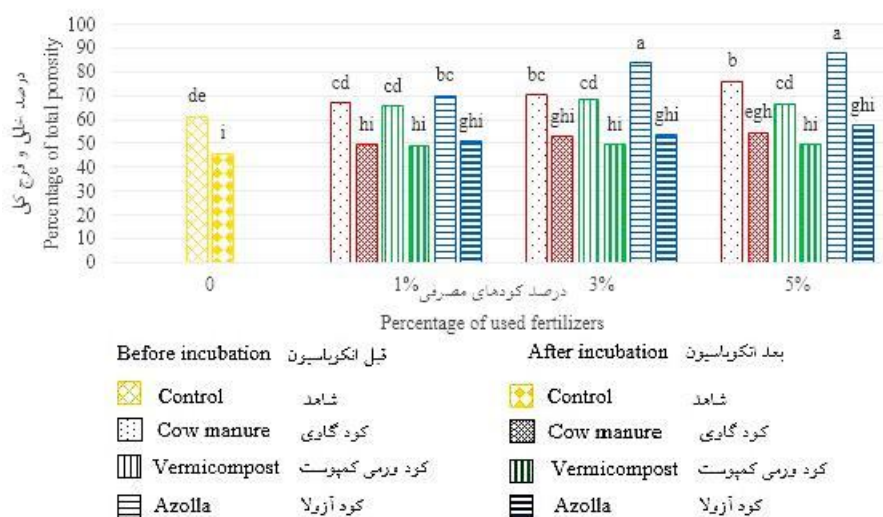 درصد خلل و فرج کل
Percentage of total porosity
100
90
80
70
60
50
40
30
20
10
0
de
i
cd
hi
cd
hi
bc
ghi
bc
ghi
cd
hi
a
ghi
b
egh
cd
hi
a
ghi
0
1%
3%
5%
درصد کودهای مصرفی
Percentage of used fertilizers
Before incubation قبل انکوباسیون
Control شاهد
Cow manure کود گاوی
Vermicompost کود ورمی کمپوست
Azolla کود آزولا
After incubation بعد انکوباسیون
Control شاهد
Cow manure کود گاوی
Vermicompost کود ورمی کمپوست
Azolla کود آزولا